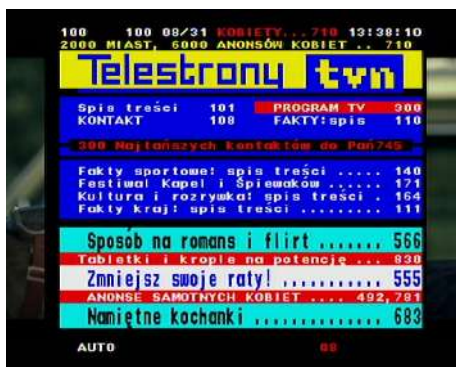 100 100 08/31 KOBIETY...710 13:38:10
2000 MIAST, 6000 ANONSÓW KOBIET .. 710
Telestrony tvn
Spis treści 101 PROGRAM TV 300
KONTAKT 108 FAKTY:spis 110
300 Najtańszych kontaktów do Pań745
Fakty sportowe: spis treści ..... 140
Festiwal Kapel i Śpiewaków ...... 171
Kultura i rozrywka: spis treści . 164
Fakty kraj: spis treści ......... 111
Sposób na romans i flirt ....... 566
Tabletki i krople na potencję ... 830
Zmniejsz swoje raty! ........... 555
ANONSE SAMOTNYCH KOBIET .... 492,791
Namiętne kochanki ............. 683
AUTO 08